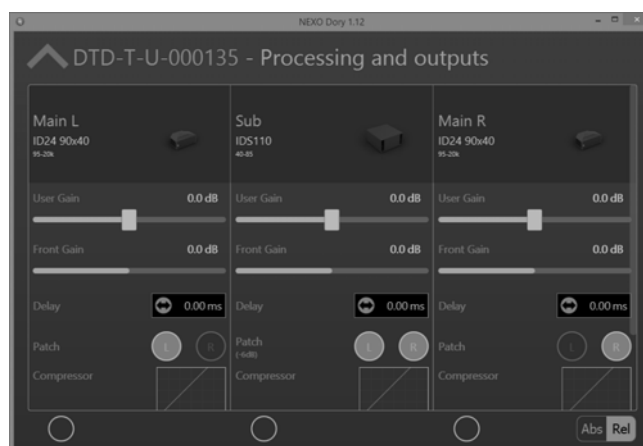 NEXO Dory 1.12
DTD-T-U-000135 - Processing and outputs
Main L
ID24 90x40
95-20k
Sub
IDS110
40-85
Main R
ID24 90x40
95-20k
User Gain 0.0 dB
User Gain 0.0 dB
User Gain 0.0 dB
Front Gain 0.0 dB
Front Gain 0.0 dB
Front Gain 0.0 dB
Delay 0.00 ms
Delay 0.00 ms
Delay 0.00 ms
Patch L R
Patch L R
(-6dB)
Patch L R
Compressor
Compressor
Compressor
Abs Rel